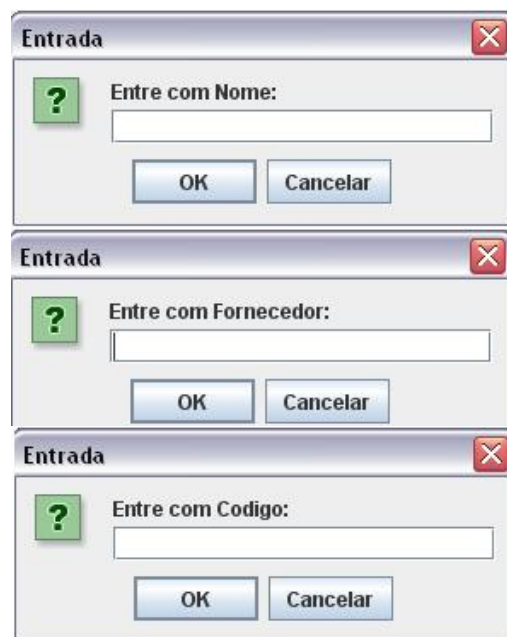 Entrada
?
Entre com Nome:
OK Cancelar
Entrada
?
Entre com Fornecedor:
OK Cancelar
Entrada
?
Entre com Codigo:
OK Cancelar